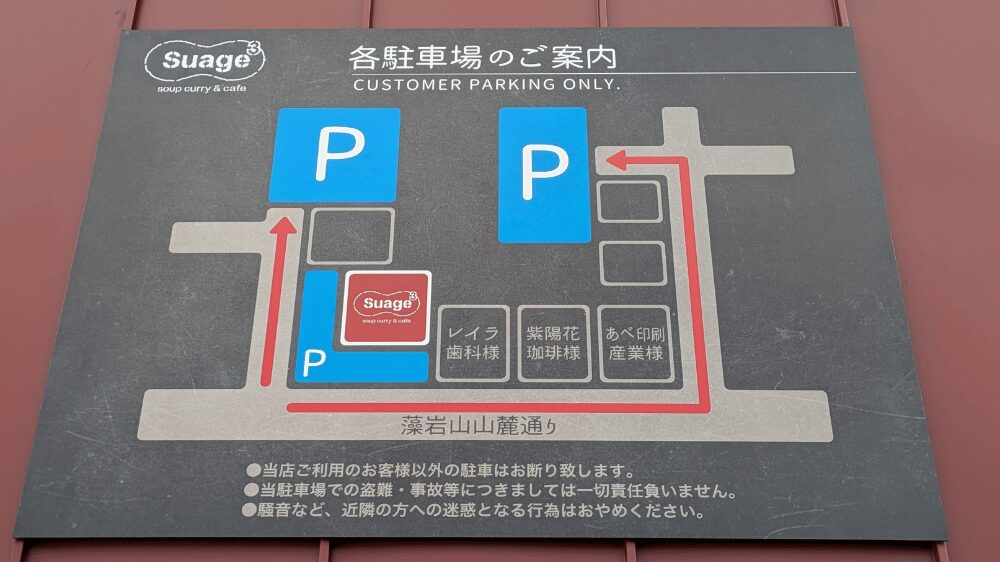 Suage3
soup curry & cafe
各駐車場のご案内
CUSTOMER PARKING ONLY.
P
P
P
Suage3
soup curry & cafe
レイラ
歯科様
紫陽花
珈琲様
あべ印刷
産業様
藻岩山山麓通り
●当店ご利用のお客様以外の駐車はお断り致します。
●当駐車場での盗難・事故等につきましては一切責任負いません。
●騒音など、近隣の方への迷惑となる行為はおやめください。